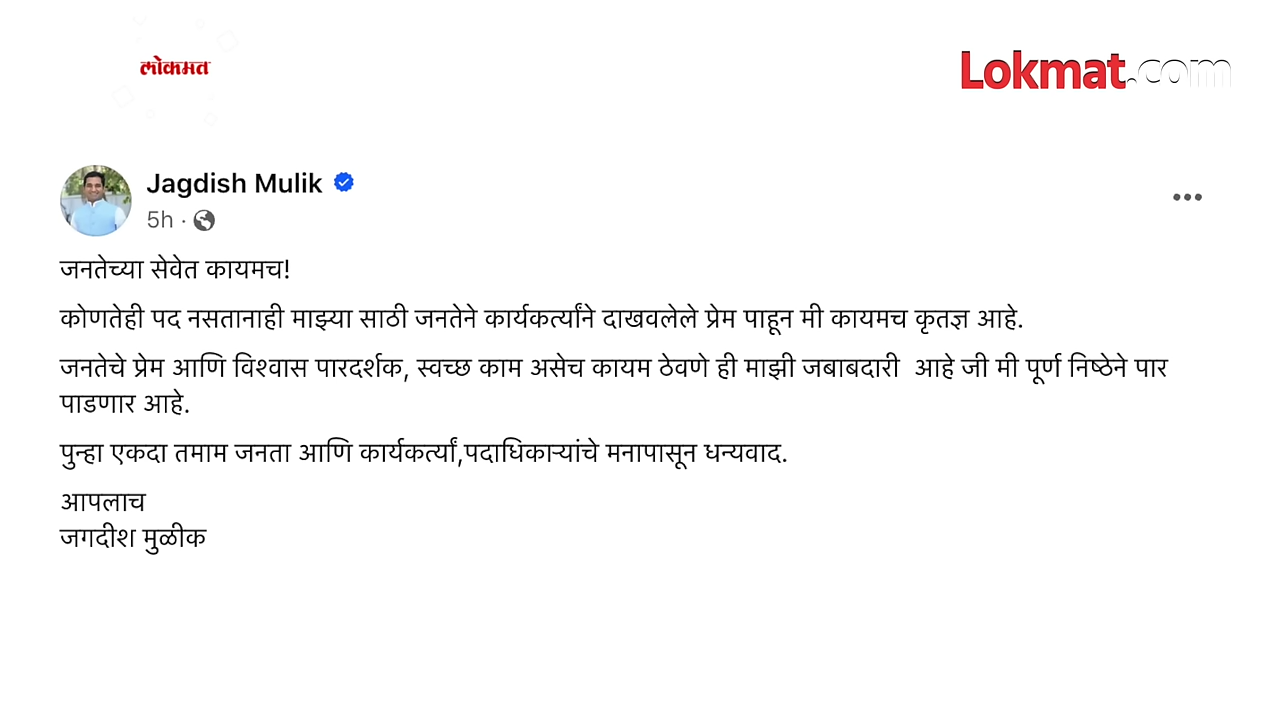 लोकमत
Lokmat.com
Jagdish Mulik
5h ·
जनतेच्या सेवेत कायमच!
कोणतेही पद नसतानाही माझ्या साठी जनतेने कार्यकर्त्यांने दाखवलेले प्रेम पाहून मी कायमच कृतज्ञ आहे.
जनतेचे प्रेम आणि विश्वास पारदर्शक, स्वच्छ काम असेच कायम ठेवणे ही माझी जबाबदारी  आहे जी मी पूर्ण निष्ठेने पार
पाडणार आहे.
पुन्हा एकदा तमाम जनता आणि कार्यकर्त्यां,पदाधिकाऱ्यांचे मनापासून धन्यवाद.
आपलाच
जगदीश मुळीक